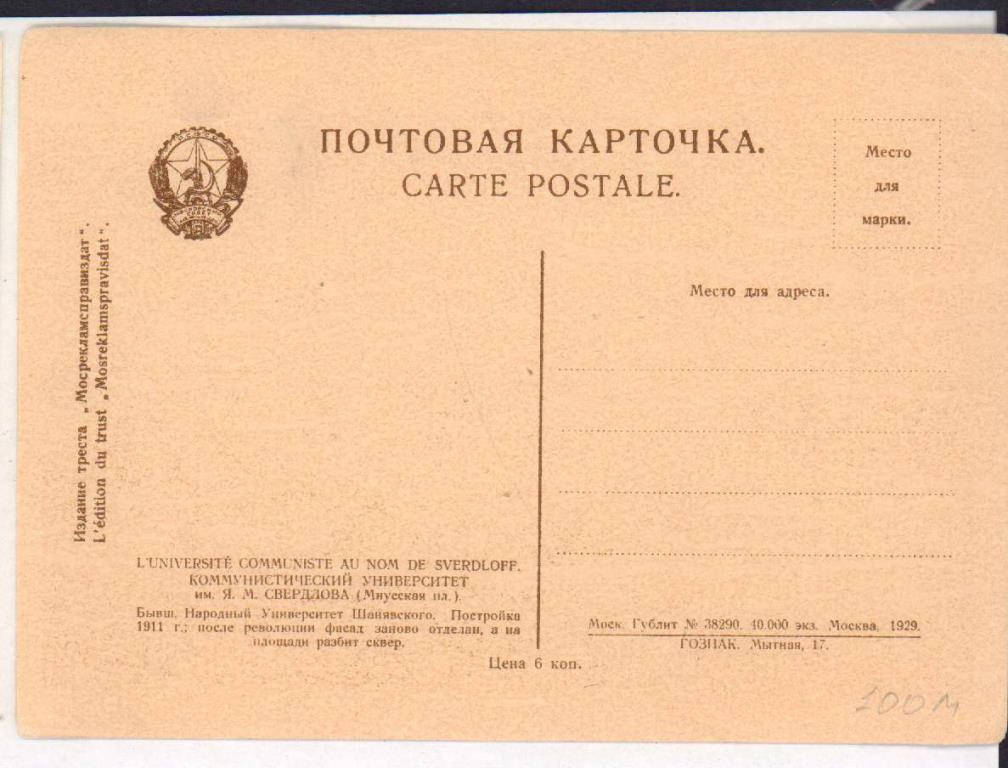 ПОЧТОВАЯ КАРТОЧКА.
CARTE POSTALE.
Место
для
марки.
Место для адреса.
Издание треста „Мосрекламсправиздат“.
L'édition du trust „Mosreklamspravisdat“.
L'UNIVERSITÉ COMMUNISTE AU NOM DE SVERDLOFF.
КОММУНИСТИЧЕСКИЙ УНИВЕРСИТЕТ
им. Я. М. СВЕРДЛОВА (Миусская пл.).
Бывш. Народный Университет Шанявского. Постройка
1911 г.; после революции фасад заново отделан, а на
площади разбит сквер.
Цена 6 коп.
Моск. Гублит № 38290. 40.000 экз. Москва, 1929.
ГОЗНАК. Мытная, 17.
100м